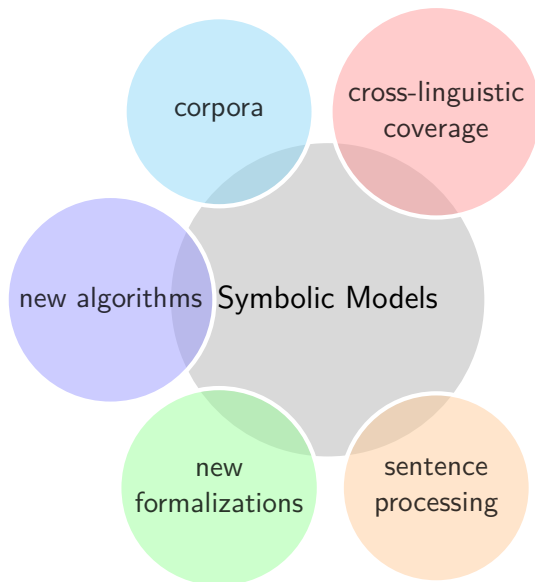 corpora
cross-linguistic
coverage
new algorithms
Symbolic Models
new
formalizations
sentence
processing